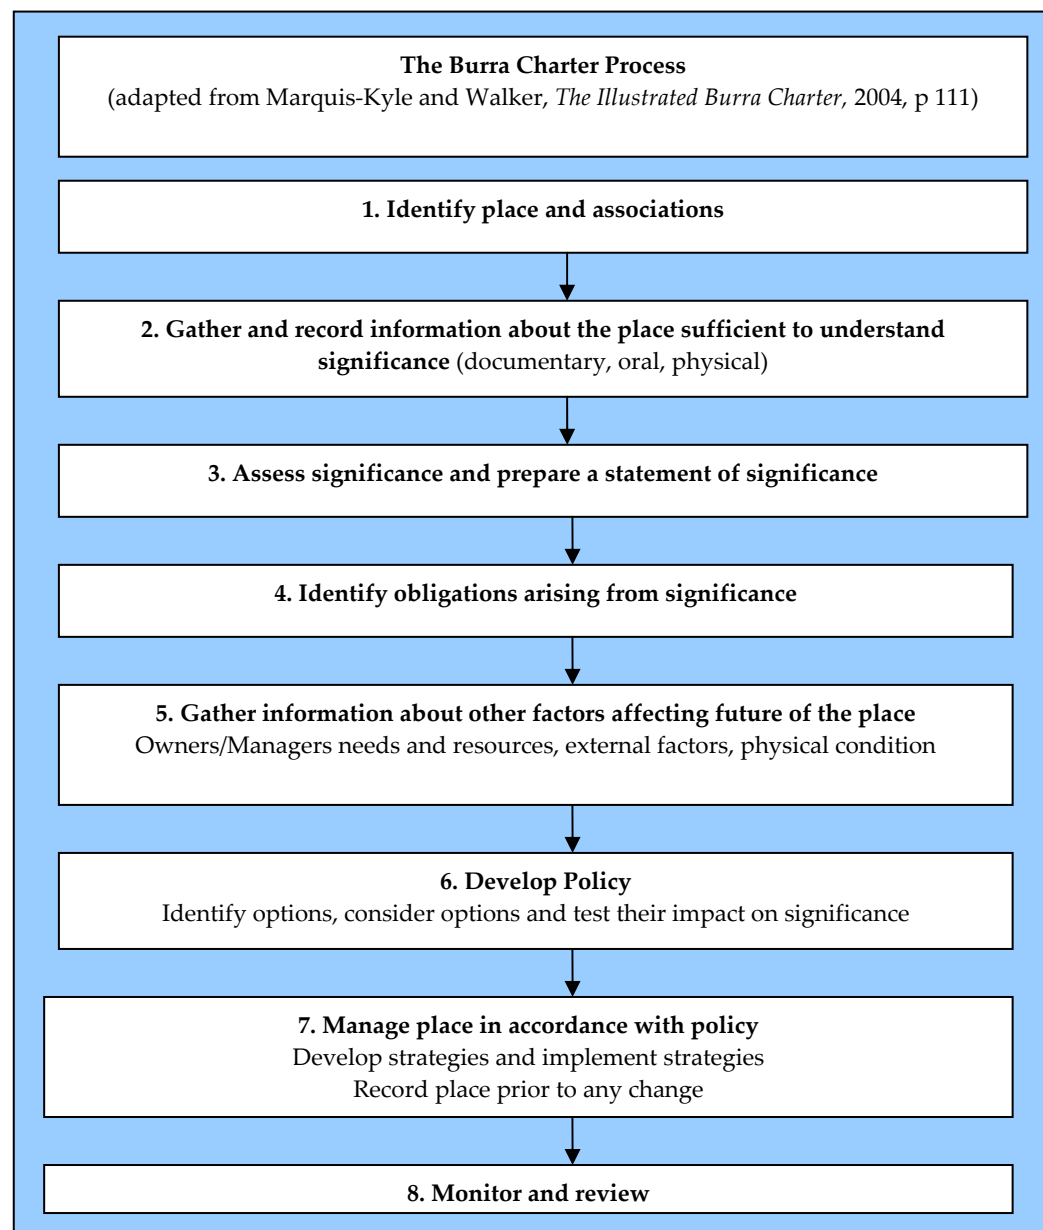 The Burra Charter Process
(adapted from Marquis-Kyle and Walker, The Illustrated Burra Charter, 2004, p 111)
1. Identify place and associations
2. Gather and record information about the place sufficient to understand
significance (documentary, oral, physical)
3. Assess significance and prepare a statement of significance
4. Identify obligations arising from significance
5. Gather information about other factors affecting future of the place
Owners/Managers needs and resources, external factors, physical condition
6. Develop Policy
Identify options, consider options and test their impact on significance
7. Manage place in accordance with policy
Develop strategies and implement strategies
Record place prior to any change
8. Monitor and review